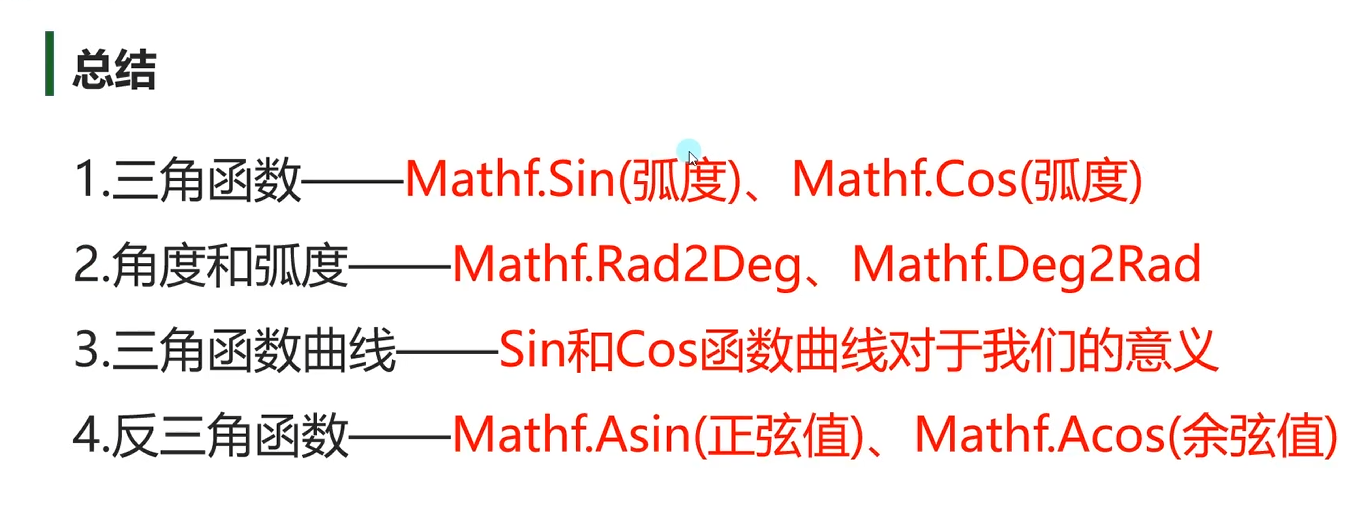 总结
1.三角函数——Mathf.Sin(弧度)、Mathf.Cos(弧度)
2.角度和弧度——Mathf.Rad2Deg、Mathf.Deg2Rad
3.三角函数曲线——Sin和Cos函数曲线对于我们的意义
4.反三角函数——Mathf.Asin(正弦值)、Mathf.Acos(余弦值)